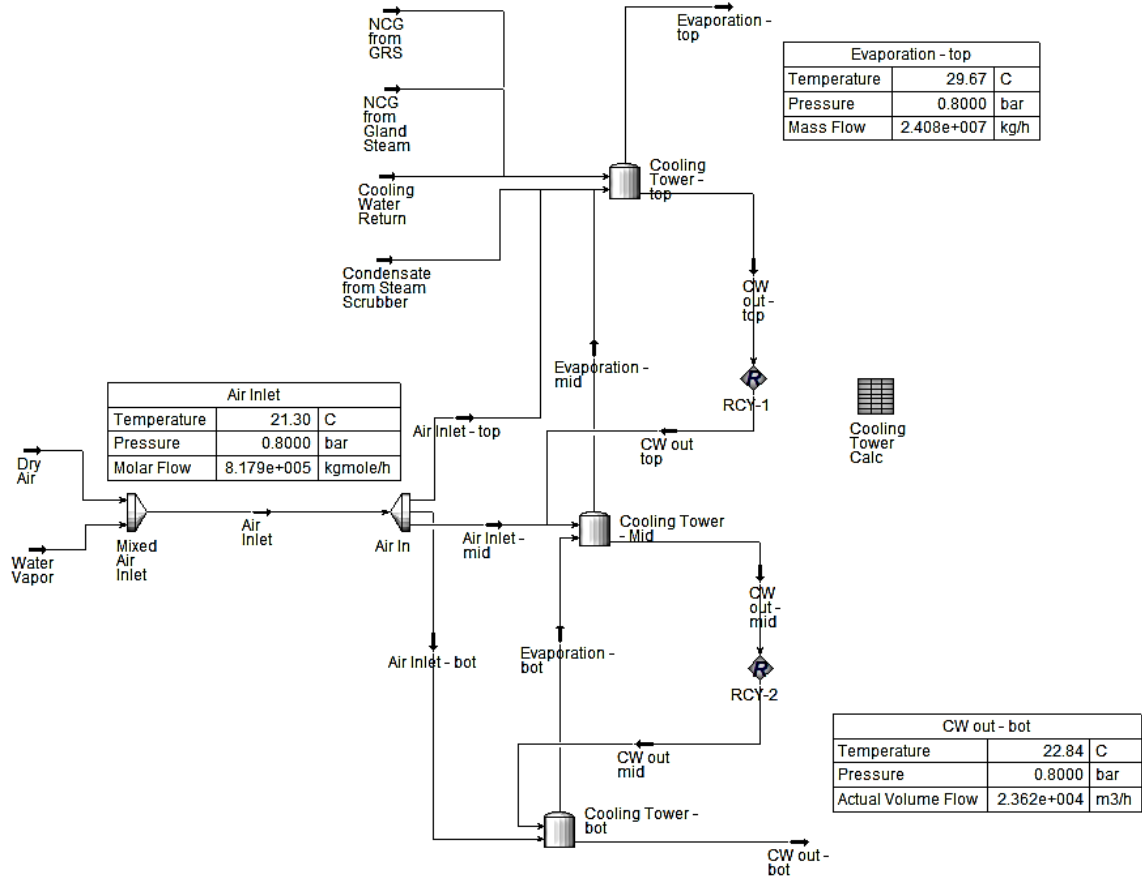 NCG
from
GRS
Evaporation -
top
Evaporation - top
Temperature 29.67 C
Pressure 0.8000 bar
Mass Flow 2.408e+007 kg/h
NCG
from
Gland
Steam
Cooling
Tower -
top
Cooling
Water
Return
Condensate
from Steam
Scrubber
CW
out -
top
Evaporation -
mid
RCY-1
Cooling
Tower
Calc
Air Inlet
Temperature 21.30 C
Pressure 0.8000 bar
Molar Flow 8.179e+005 kgmole/h
Air Inlet - top
CW out
top
Dry
Air
Water
Vapor
Mixed
Air
Inlet
Air
Inlet
Air In
Air Inlet -
mid
Cooling Tower
- Mid
CW
out -
mid
Air Inlet - bot
Evaporation -
bot
RCY-2
CW out
mid
CW out - bot
Temperature 22.84 C
Pressure 0.8000 bar
Actual Volume Flow 2.362e+004 m3/h
Cooling Tower -
bot
CW out -
bot